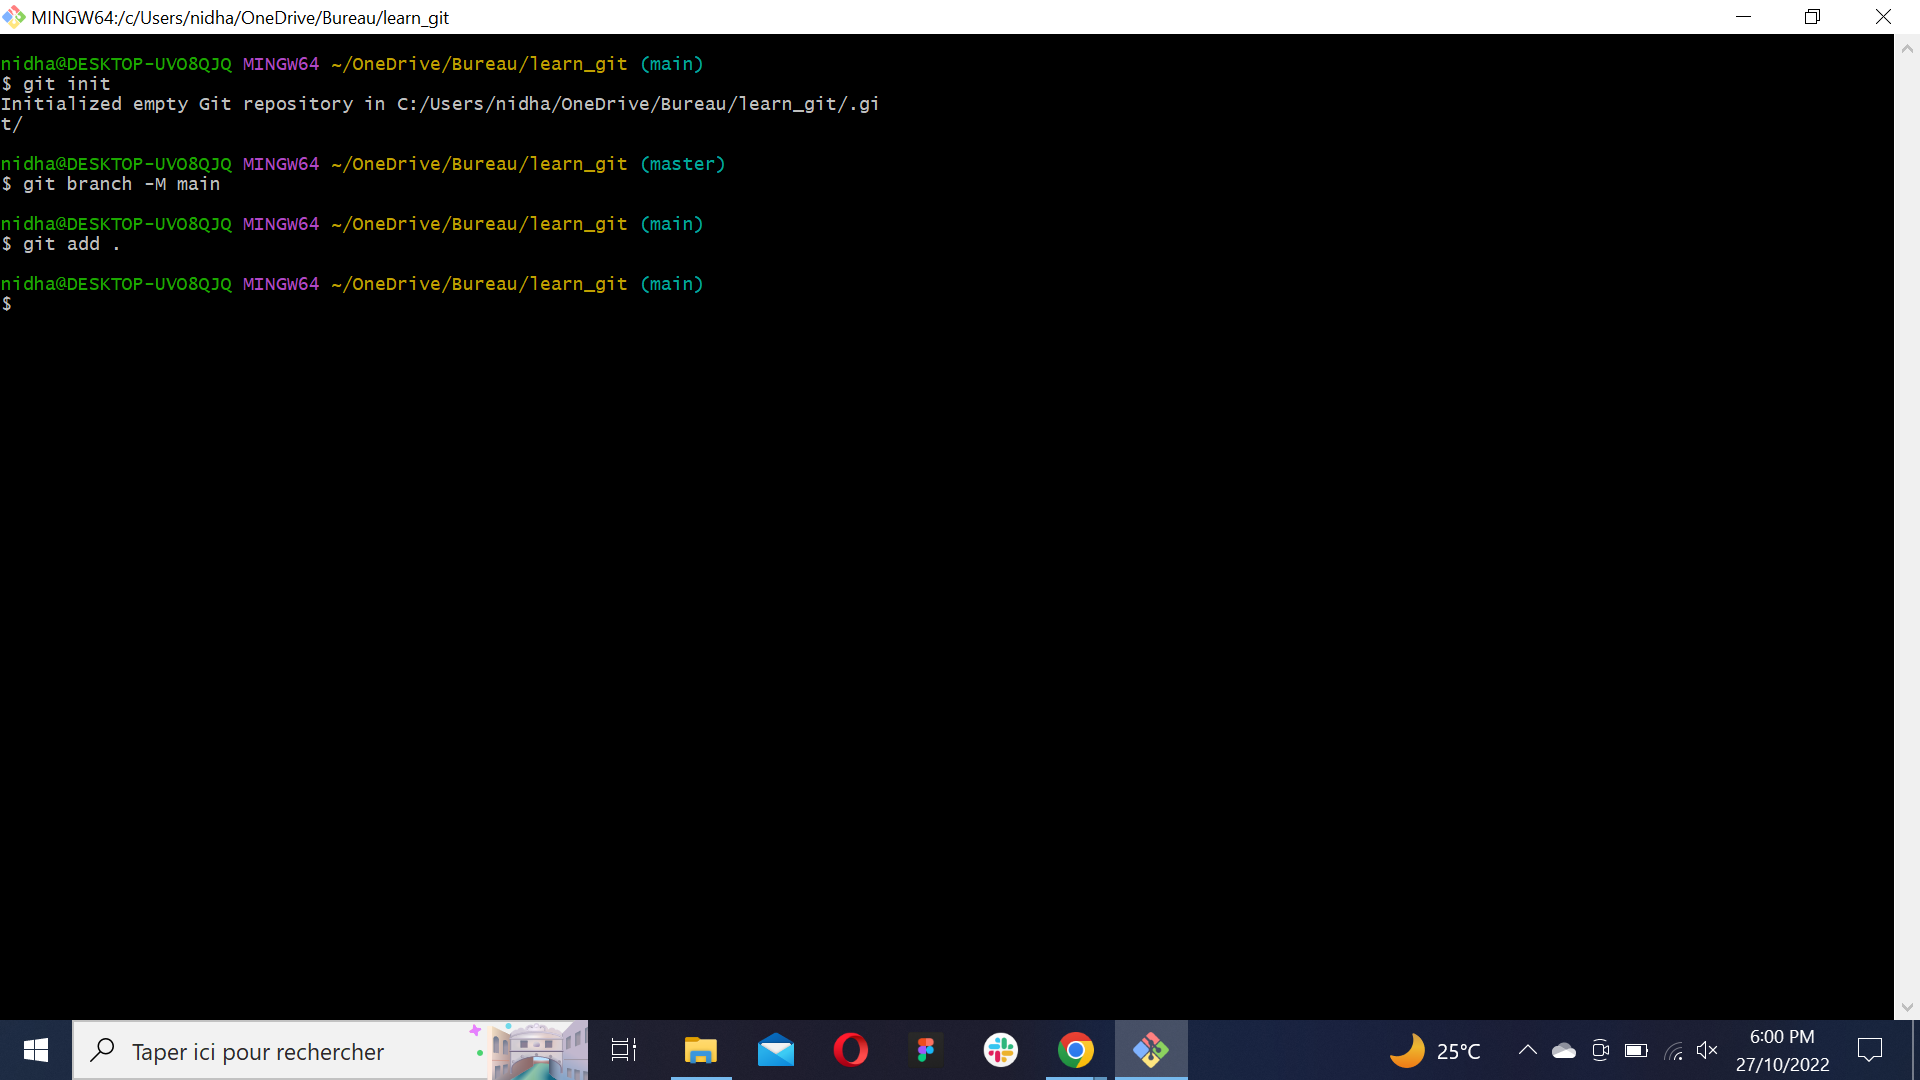 MINGW64:/c/Users/nidha/OneDrive/Bureau/learn_git
nidha@DESKTOP-UVO8QJQ MINGW64 ~/OneDrive/Bureau/learn_git (main)
$ git init
Initialized empty Git repository in C:/Users/nidha/OneDrive/Bureau/learn_git/.gi
t/
nidha@DESKTOP-UVO8QJQ MINGW64 ~/OneDrive/Bureau/learn_git (master)
$ git branch -M main
nidha@DESKTOP-UVO8QJQ MINGW64 ~/OneDrive/Bureau/learn_git (main)
$ git add .
nidha@DESKTOP-UVO8QJQ MINGW64 ~/OneDrive/Bureau/learn_git (main)
$
Taper ici pour rechercher
25°C
6:00 PM
27/10/2022